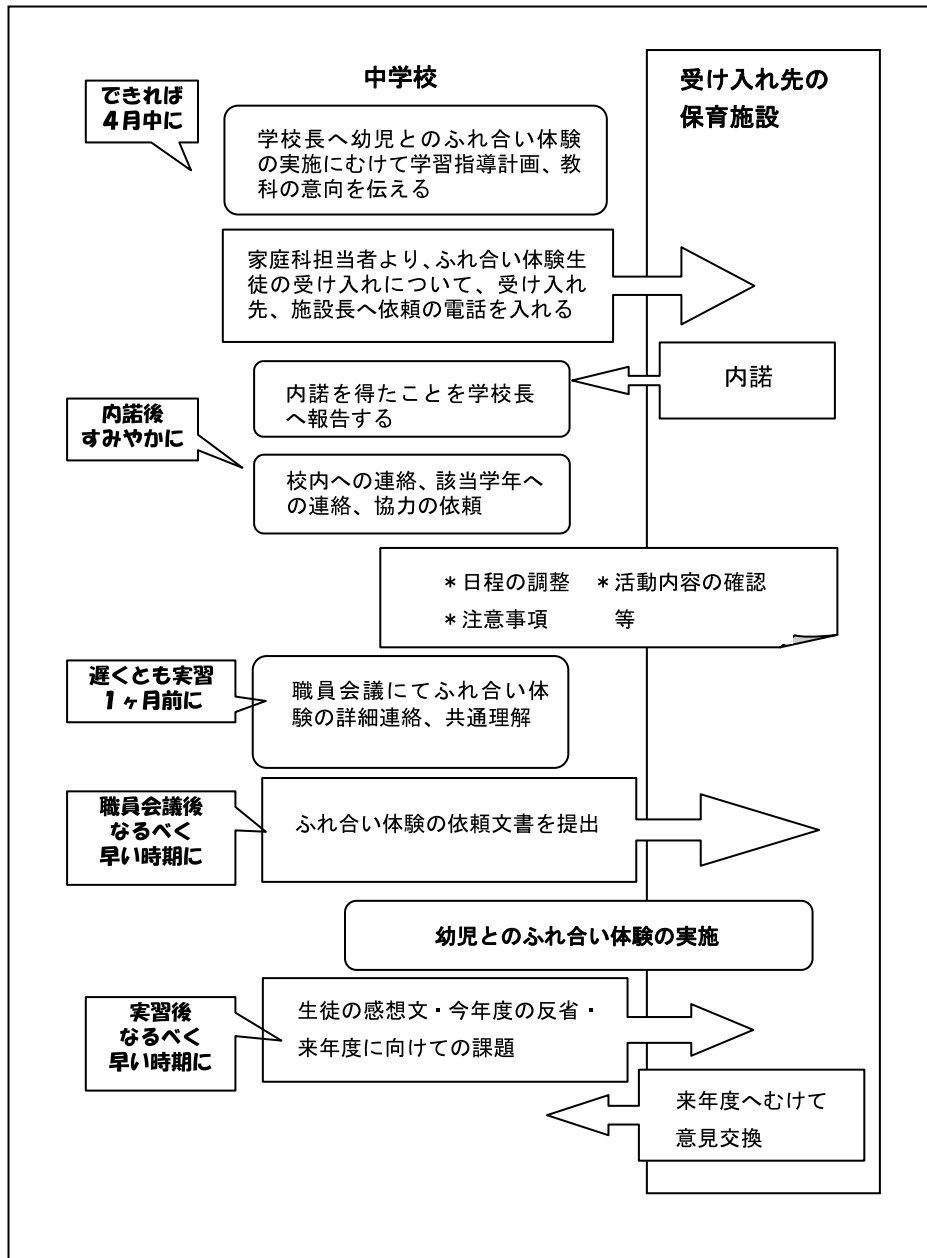 中学校
受け入れ先の
保育施設
できれば
4月中に
学校長へ幼児とのふれ合い体験
の実施にむけて学習指導計画、教
科の意向を伝える
家庭科担当者より、ふれ合い体験生
徒の受け入れについて、受け入れ
先、施設長へ依頼の電話を入れる
内諾
内諾を得たことを学校長
へ報告する
内諾後
すみやかに
校内への連絡、該当学年へ
の連絡、協力の依頼
＊日程の調整　＊活動内容の確認
＊注意事項　　等
遅くとも実習
1ヶ月前に
職員会議にてふれ合い体
験の詳細連絡、共通理解
職員会議後
なるべく
早い時期に
ふれ合い体験の依頼文書を提出
幼児とのふれ合い体験の実施
実習後
なるべく
早い時期に
生徒の感想文・今年度の反省・
来年度に向けての課題
来年度へむけて
意見交換